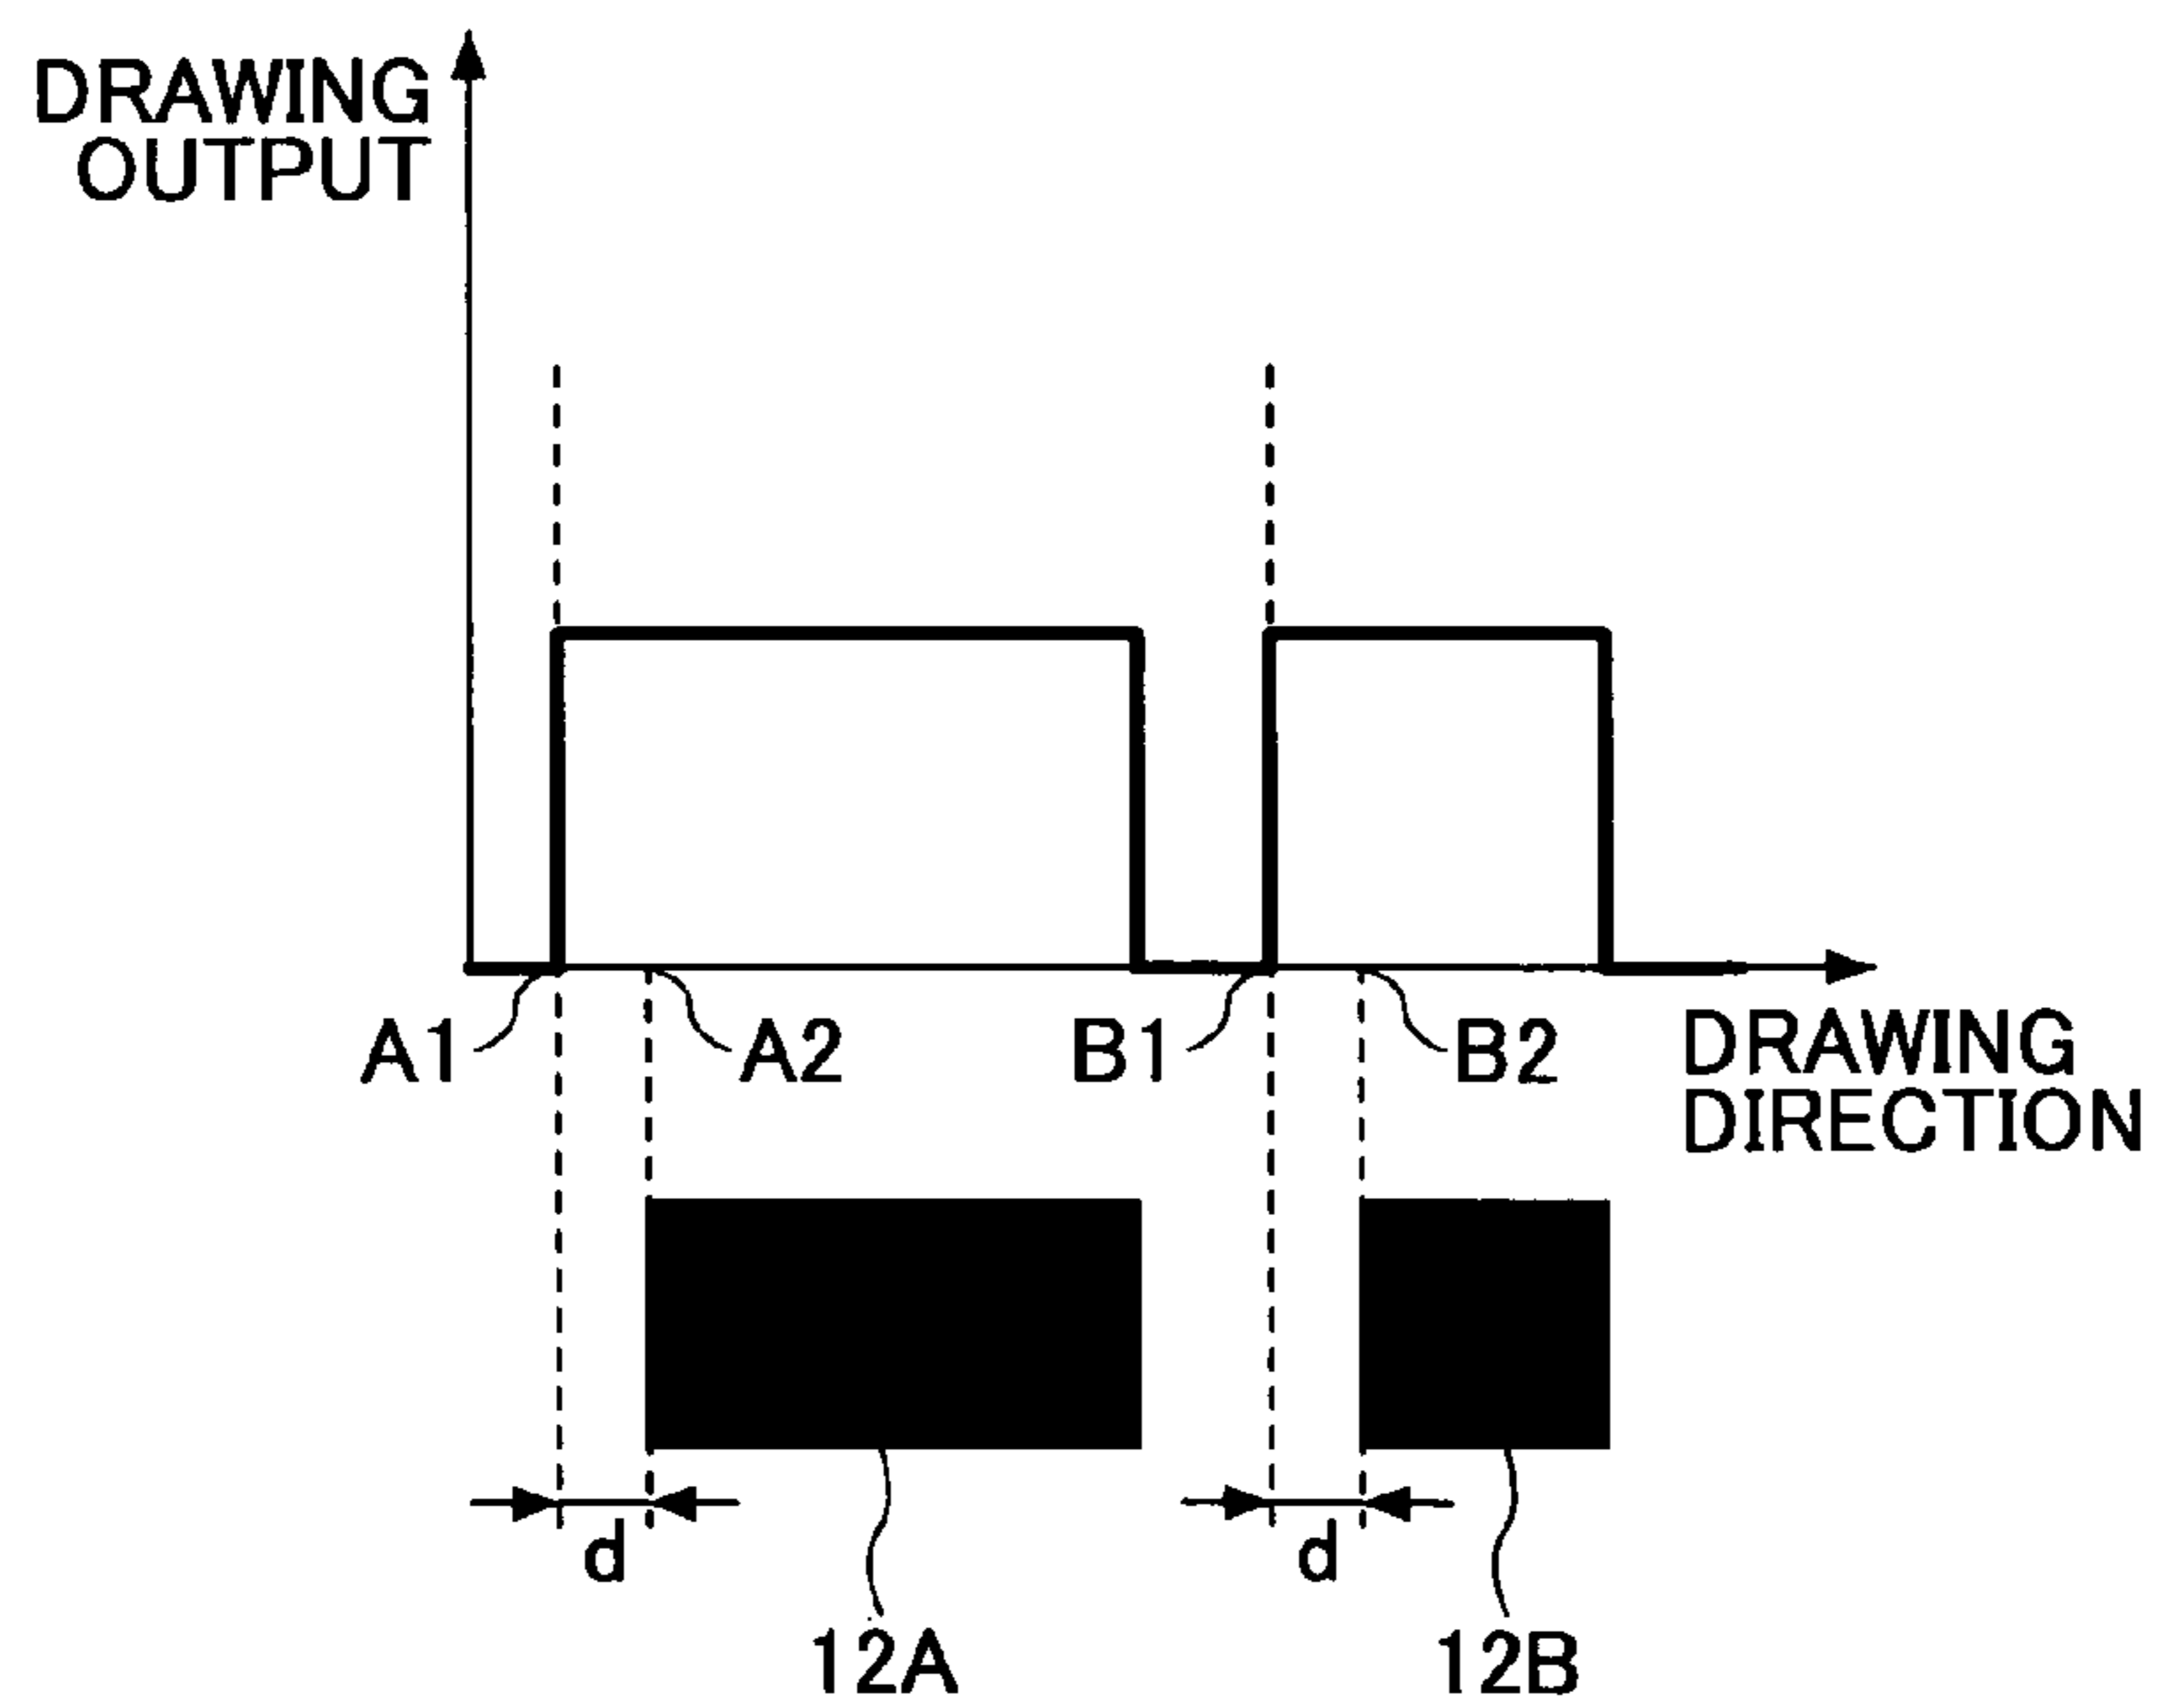 DRAWING
OUTPUT
A1
A2
B1
B2
DRAWING
DIRECTION
d
d
12A
12B